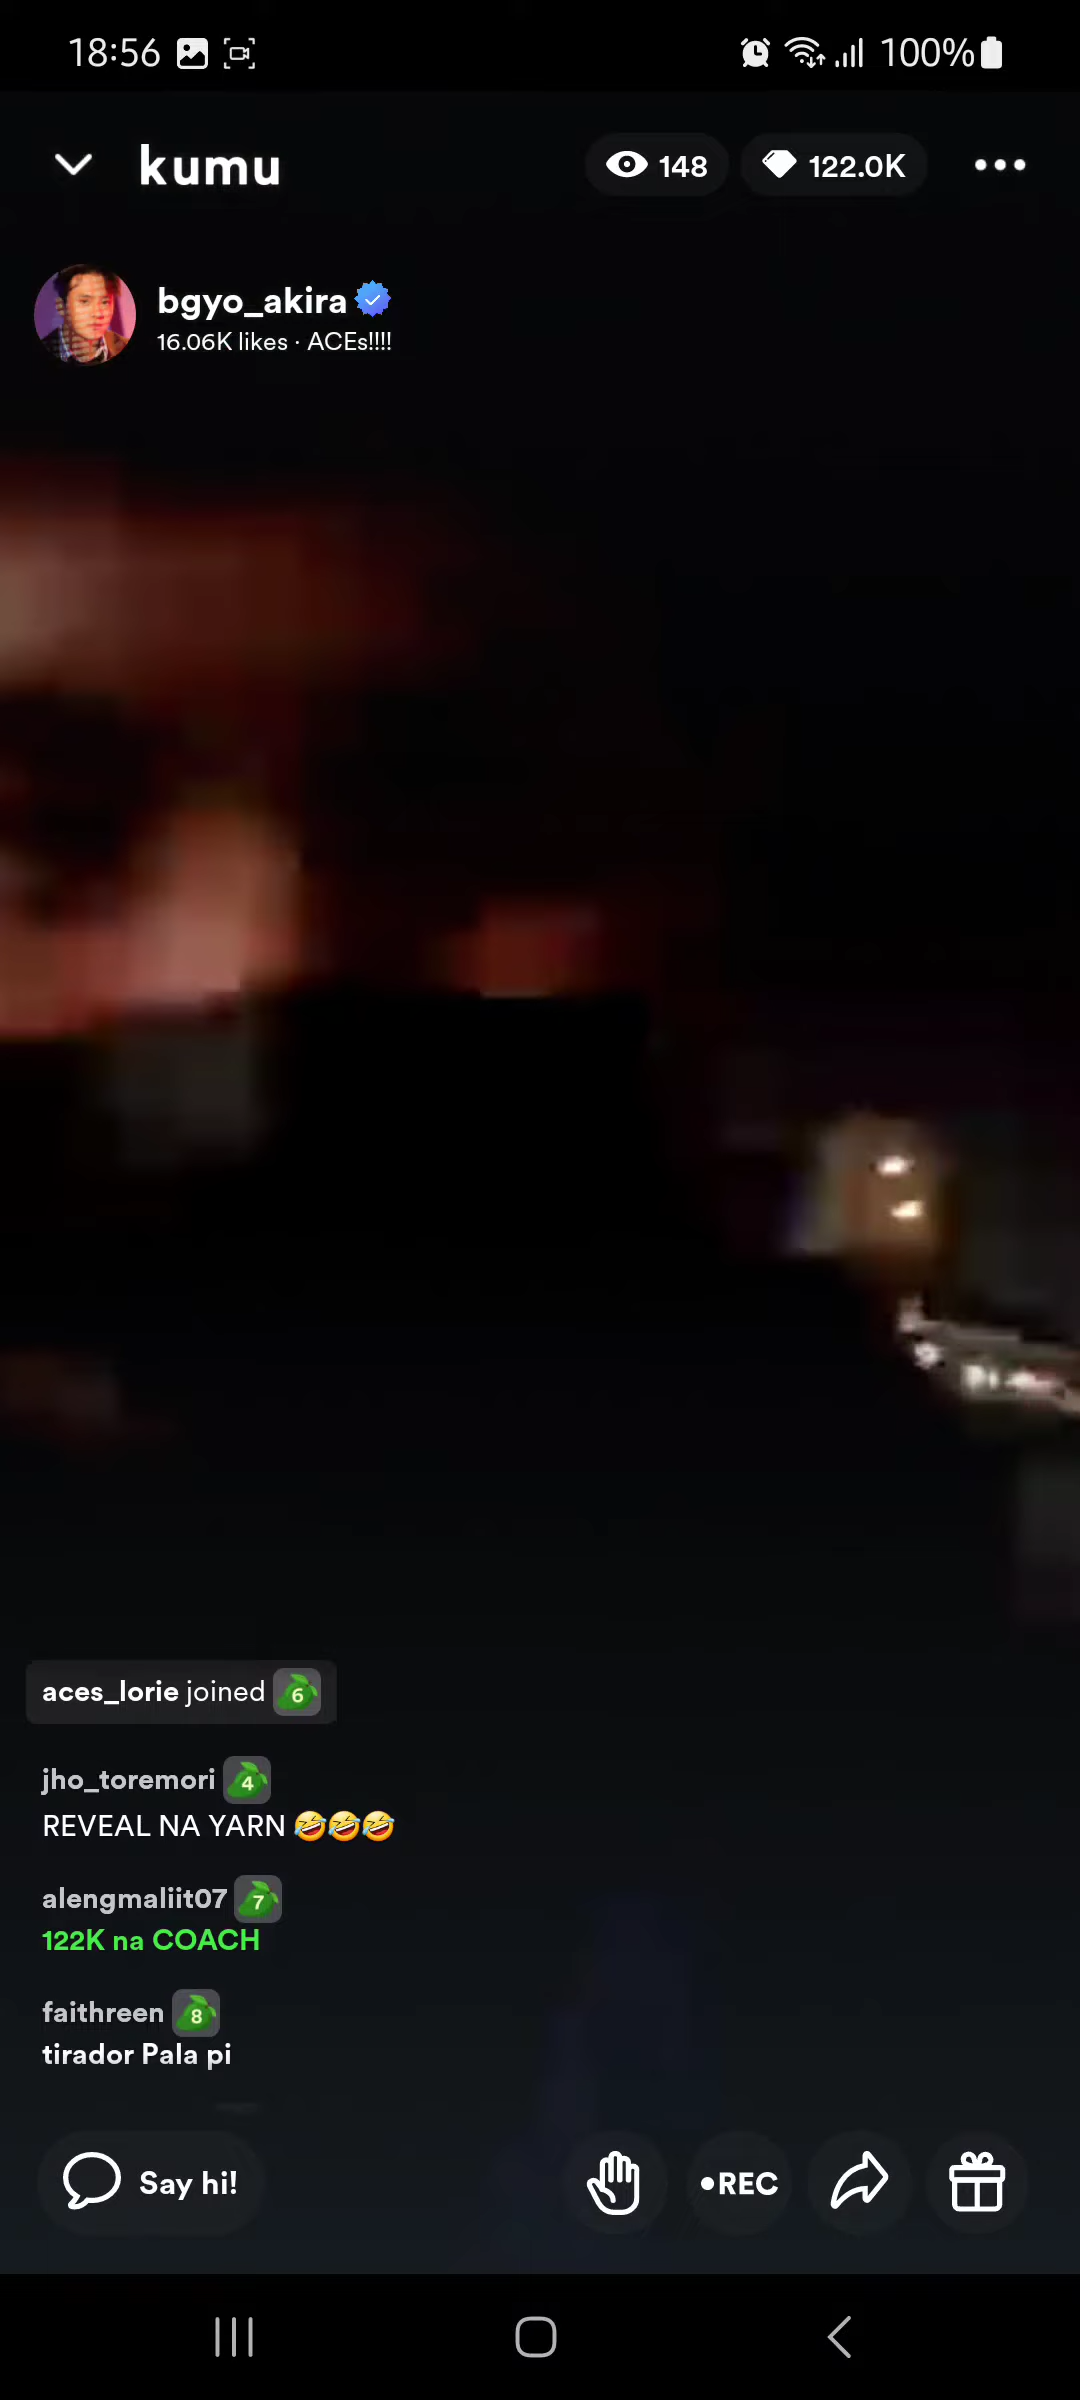 18:56
100%
kumu
148
122.0K
bgyo_akira
16.06K likes · ACEs!!!!
aces_lorie joined 6
jho_toremori 4
REVEAL NA YARN 🤣🤣🤣
alengmaliit07 7
122K na COACH
faithreen 8
tirador Pala pi
Say hi!
•REC